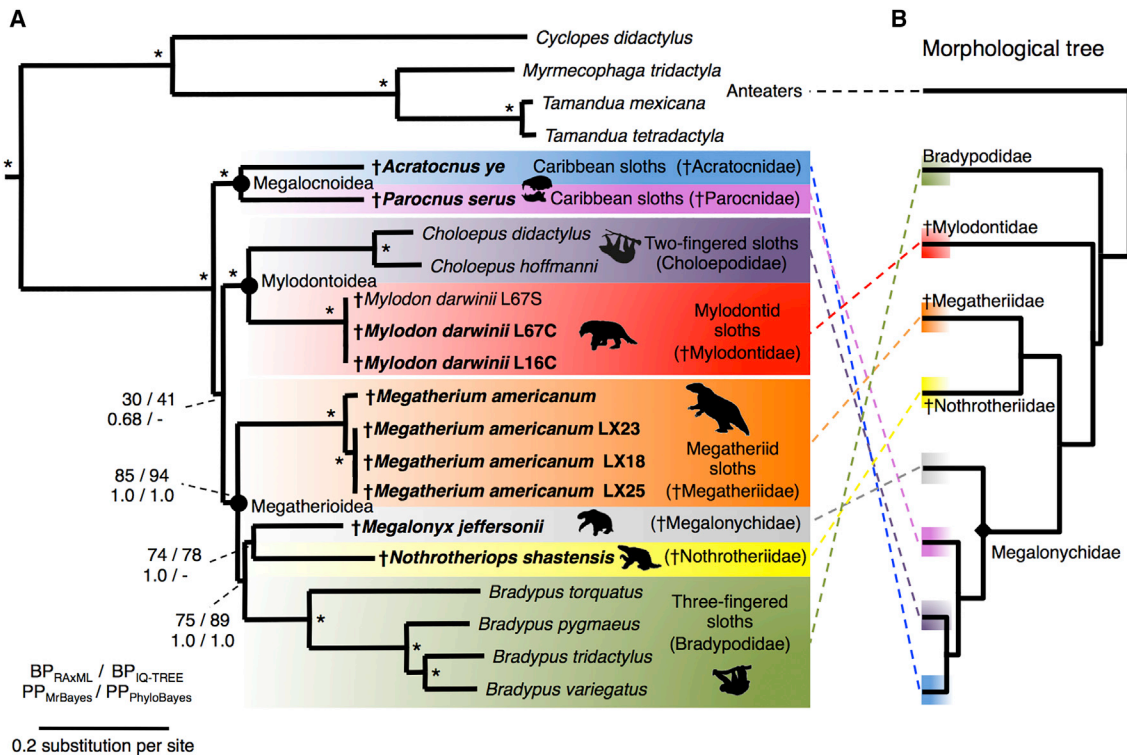 A
Cyclopes didactylus
*
Myrmecophaga tridactyla
*
Tamandua mexicana
*
Tamandua tetradactyla
*
†Acratocnus ye Caribbean sloths (†Acratocnidae)
*
Megalocnoidea
†Parocnus serus Caribbean sloths (†Parocnidae)
Choloepus didactylus
*
Choloepus hoffmanni
Two-fingered sloths
(Choloepodidae)
*
*
Mylodontoidea
†Mylodon darwinii L67S
*
†Mylodon darwinii L67C
†Mylodon darwinii L16C
Mylodontid
sloths
(†Mylodontidae)
30 / 41
0.68 / -
†Megatherium americanum
*
†Megatherium americanum LX23
*
†Megatherium americanum LX18
†Megatherium americanum LX25
Megatheriid
sloths
(†Megatheriidae)
85 / 94
1.0 / 1.0
Megatherioidea
†Megalonyx jeffersonii (†Megalonychidae)
74 / 78
1.0 / -
†Nothrotheriops shastensis (†Nothrotheriidae)
75 / 89
1.0 / 1.0
Bradypus torquatus
*
Bradypus pygmaeus
*
Bradypus tridactylus
*
Bradypus variegatus
Three-fingered
sloths
(Bradypodidae)
BPRAxML / BPIQ-TREE
PPMrBayes / PPPhyloBayes
0.2 substitution per site
B
Morphological tree
Anteaters
Bradypodidae
†Mylodontidae
†Megatheriidae
†Nothrotheriidae
Megalonychidae